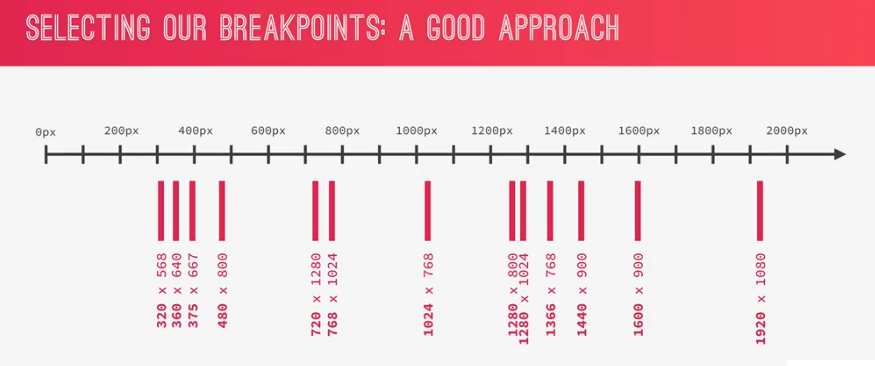 SELECTING OUR BREAKPOINTS: A GOOD APPROACH
0px 200px 400px 600px 800px 1000px 1200px 1400px 1600px 1800px 2000px
320 x 568
360 x 640
375 x 667
480 x 800
720 x 1280
768 x 1024
1024 x 768
1280 x 800
1280 x 1024
1366 x 768
1440 x 900
1600 x 900
1920 x 1080